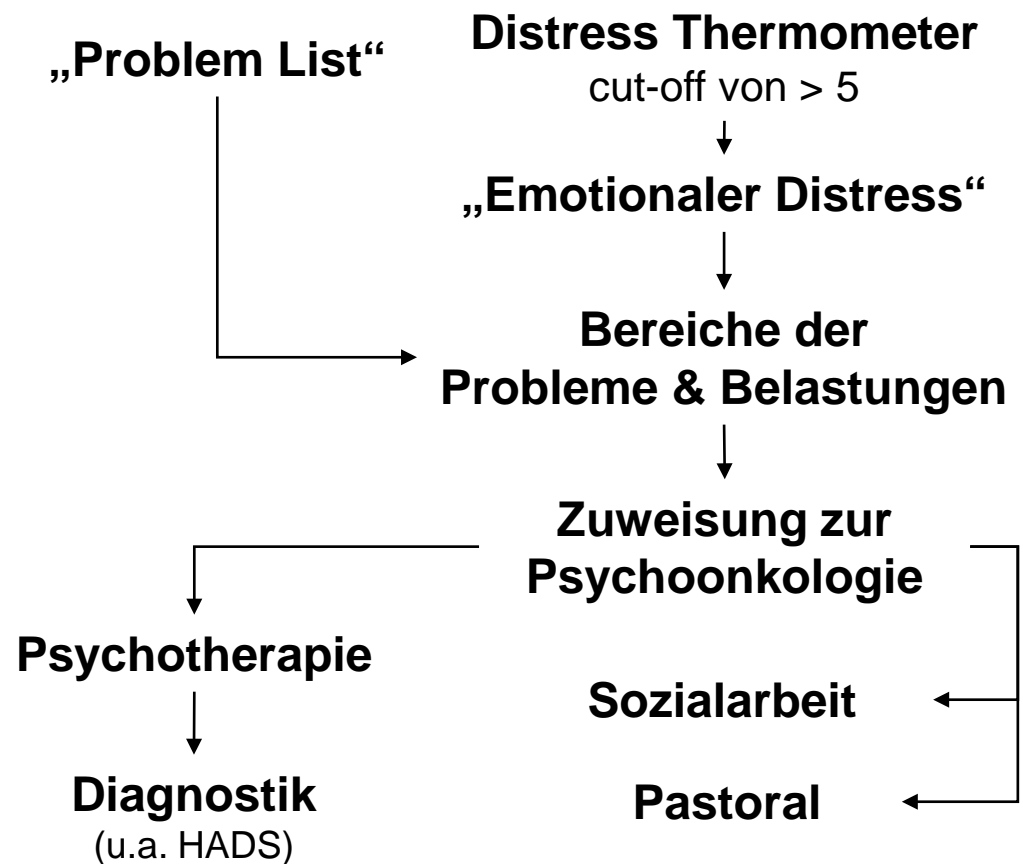 „Problem List“
Distress Thermometer
cut-off von > 5
„Emotionaler Distress“
Bereiche der
Probleme & Belastungen
Zuweisung zur
Psychoonkologie
Psychotherapie
Sozialarbeit
Diagnostik
(u.a. HADS)
Pastoral